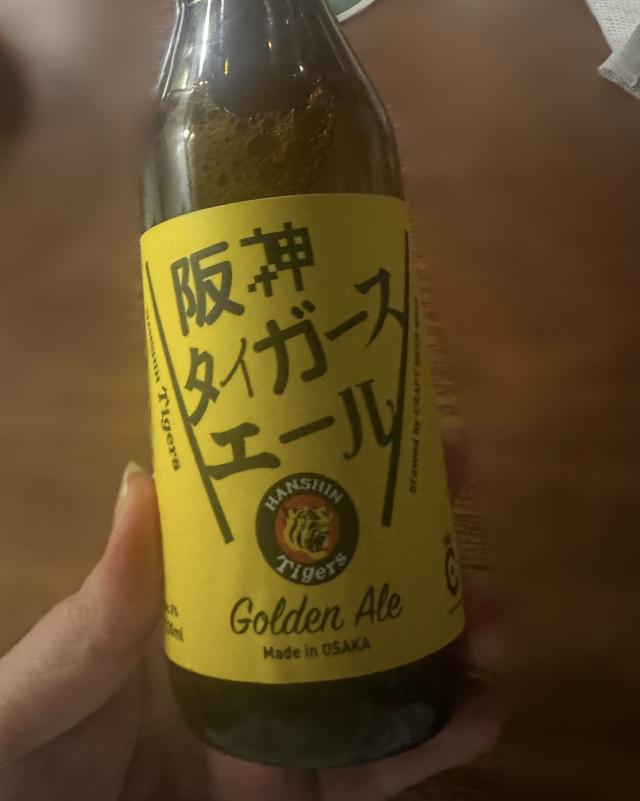 阪神
タイガース
エール
HANSHIN
Tigers
Golden Ale
Made in OSAKA
HANSHIN Tigers
brewed by CRAFT BEER